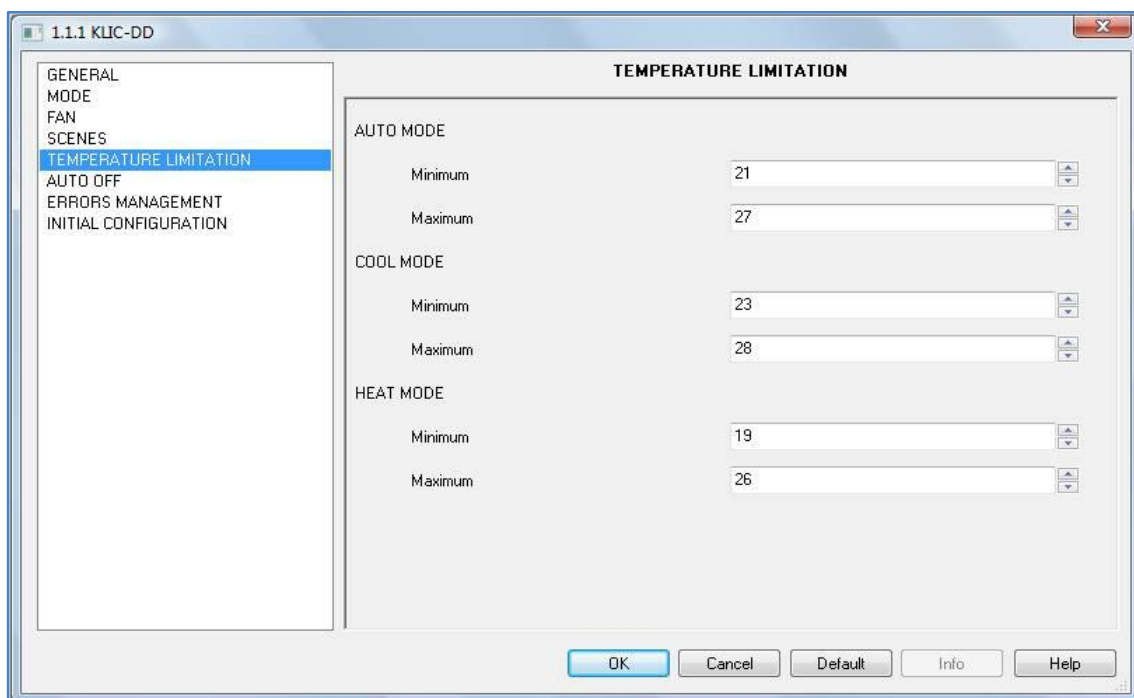 1.1.1 KLIC-DD
GENERAL
MODE
FAN
SCENES
TEMPERATURE LIMITATION
AUTO OFF
ERRORS MANAGEMENT
INITIAL CONFIGURATION
TEMPERATURE LIMITATION
AUTO MODE
Minimum 21
Maximum 27
COOL MODE
Minimum 23
Maximum 28
HEAT MODE
Minimum 19
Maximum 26
OK Cancel Default Info Help